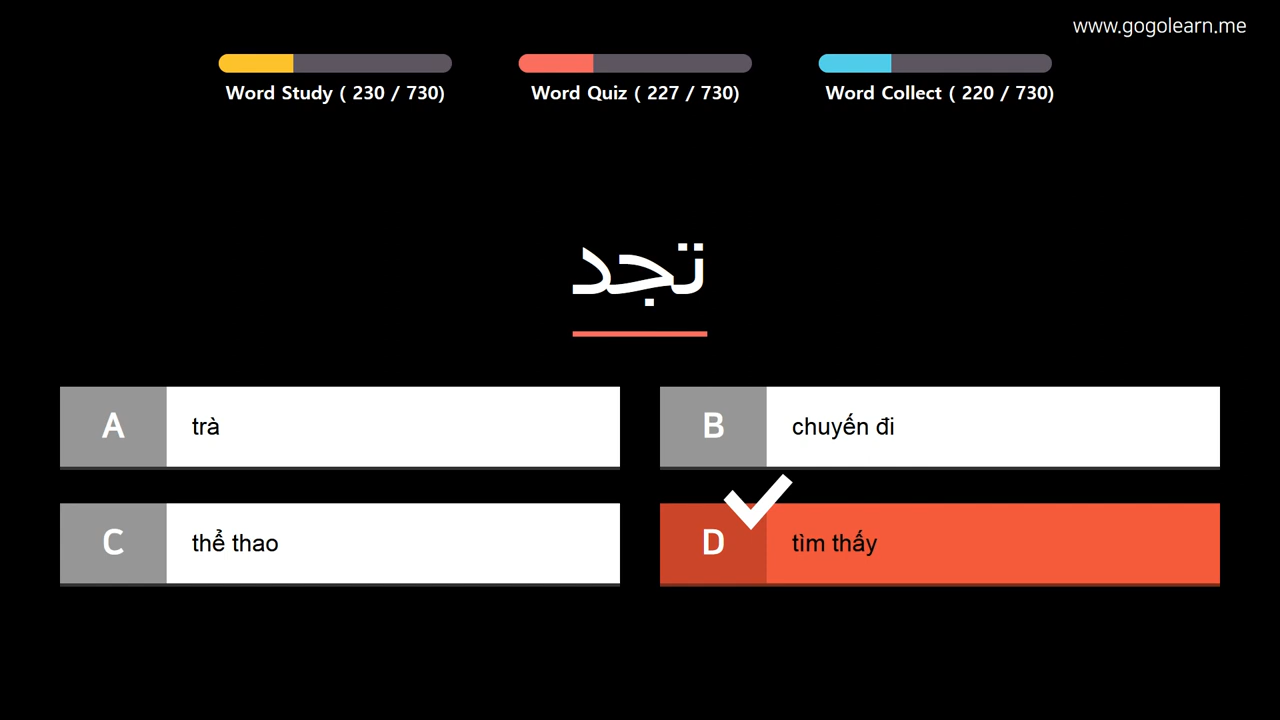 www.gogolearn.me
Word Study ( 230 / 730)
Word Quiz ( 227 / 730)
Word Collect ( 220 / 730)
تجد
A trà
B chuyến đi
C thể thao
D tìm thấy